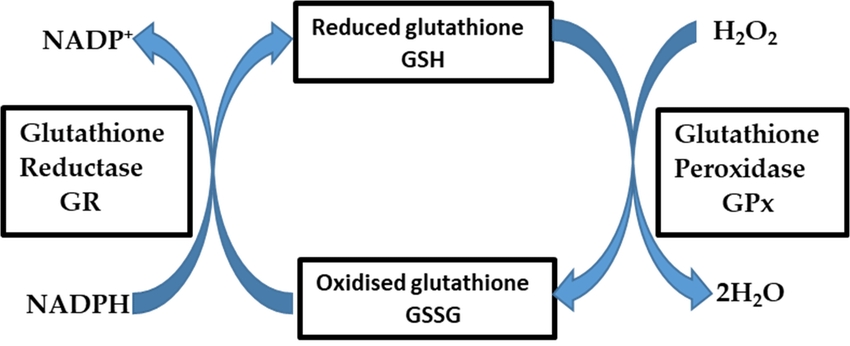 NADP⁺
Reduced glutathione
GSH
H₂O₂
Glutathione
Reductase
GR
Glutathione
Peroxidase
GPx
NADPH
Oxidised glutathione
GSSG
2H₂O